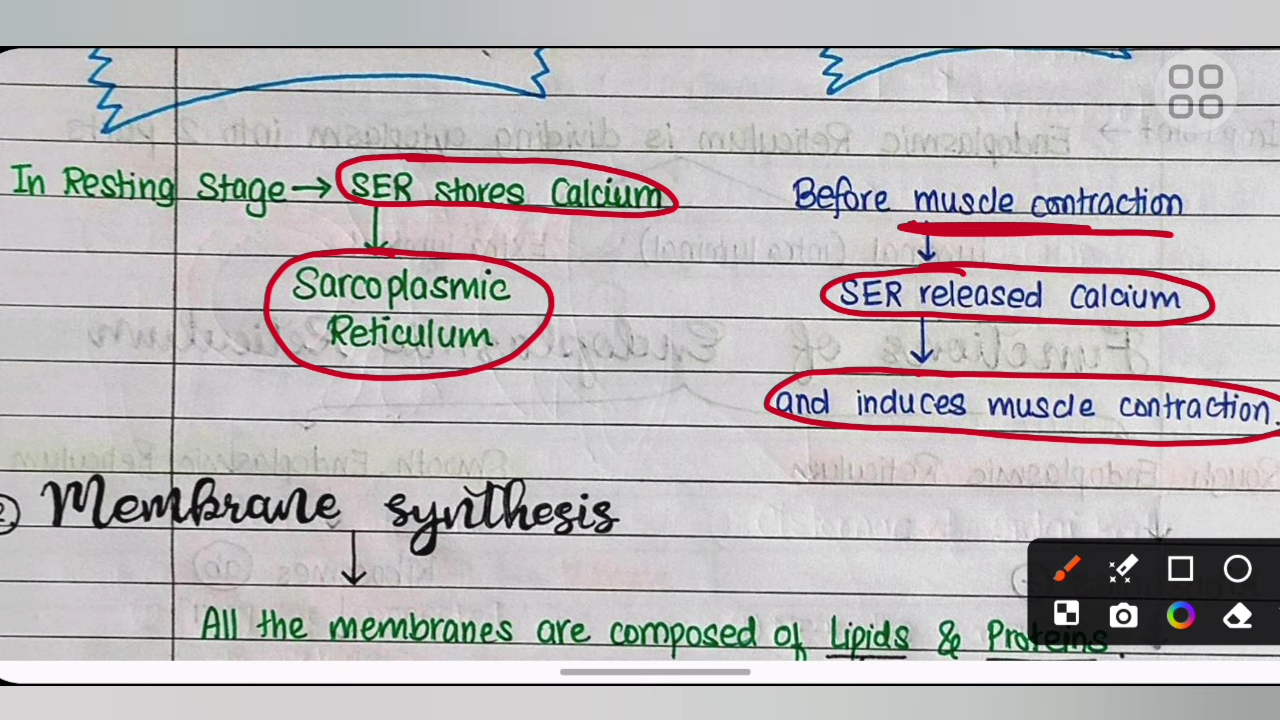 In Resting Stage → SER stores Calcium
Sarcoplasmic
Reticulum
Before muscle contraction
SER released Calcium
and induces muscle contraction.
2 Membrane synthesis
All the membranes are composed of Lipids & Proteins.